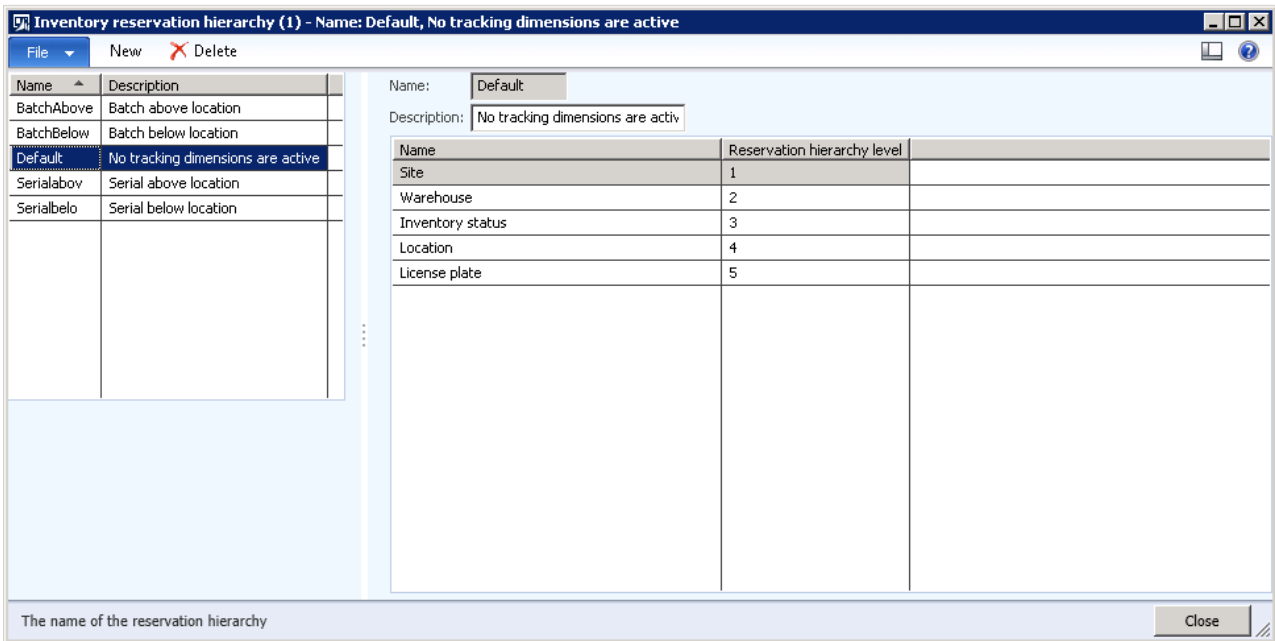 Inventory reservation hierarchy (1) - Name: Default, No tracking dimensions are active
File New Delete
Name Description
BatchAbove Batch above location
BatchBelow Batch below location
Default No tracking dimensions are active
Serialabov Serial above location
Serialbelo Serial below location
Name: Default
Description: No tracking dimensions are activ
Name Reservation hierarchy level
Site 1
Warehouse 2
Inventory status 3
Location 4
License plate 5
The name of the reservation hierarchy Close